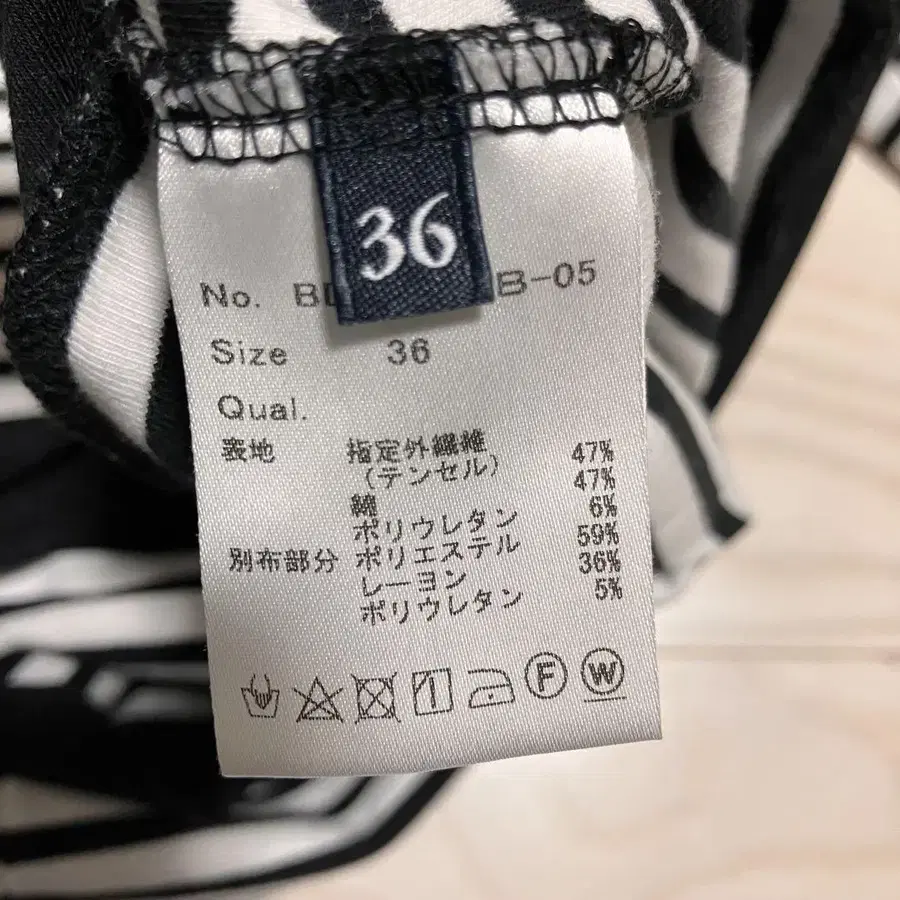 36
No. B B-05
Size 36
Qual.
表地 指定外繊維 47%
(テンセル) 47%
綿 6%
ポリウレタン 59%
別布部分 ポリエステル 36%
レーヨン 5%
ポリウレタン
F W